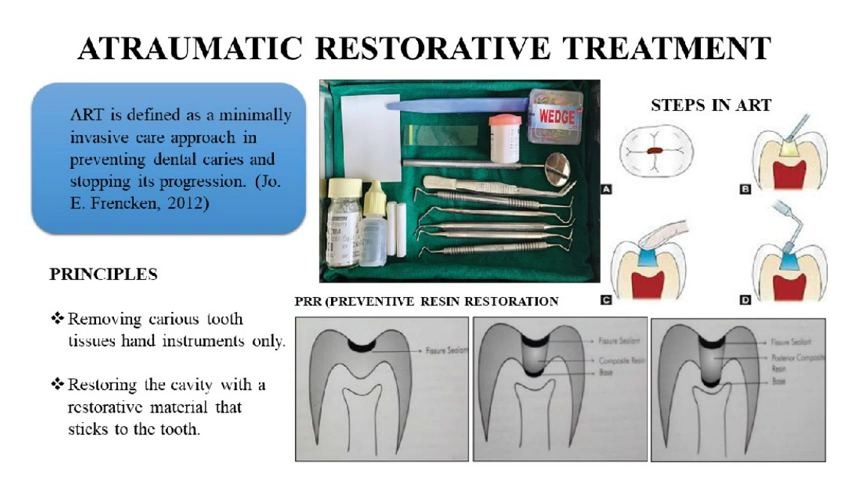 ATRAUMATIC RESTORATIVE TREATMENT
ART is defined as a minimally
invasive care approach in
preventing dental caries and
stopping its progression. (Jo.
E. Frencken, 2012)
PRINCIPLES
❖ Removing carious tooth
tissues hand instruments only.
❖ Restoring the cavity with a
restorative material that
sticks to the tooth.
WEDGE
STEPS IN ART
A
B
C
D
PRR (PREVENTIVE RESIN RESTORATION
Fissure Sealant
Fissure Sealant
Composite Resin
Base
Fissure Sealant
Posterior Composite
Resin
Base